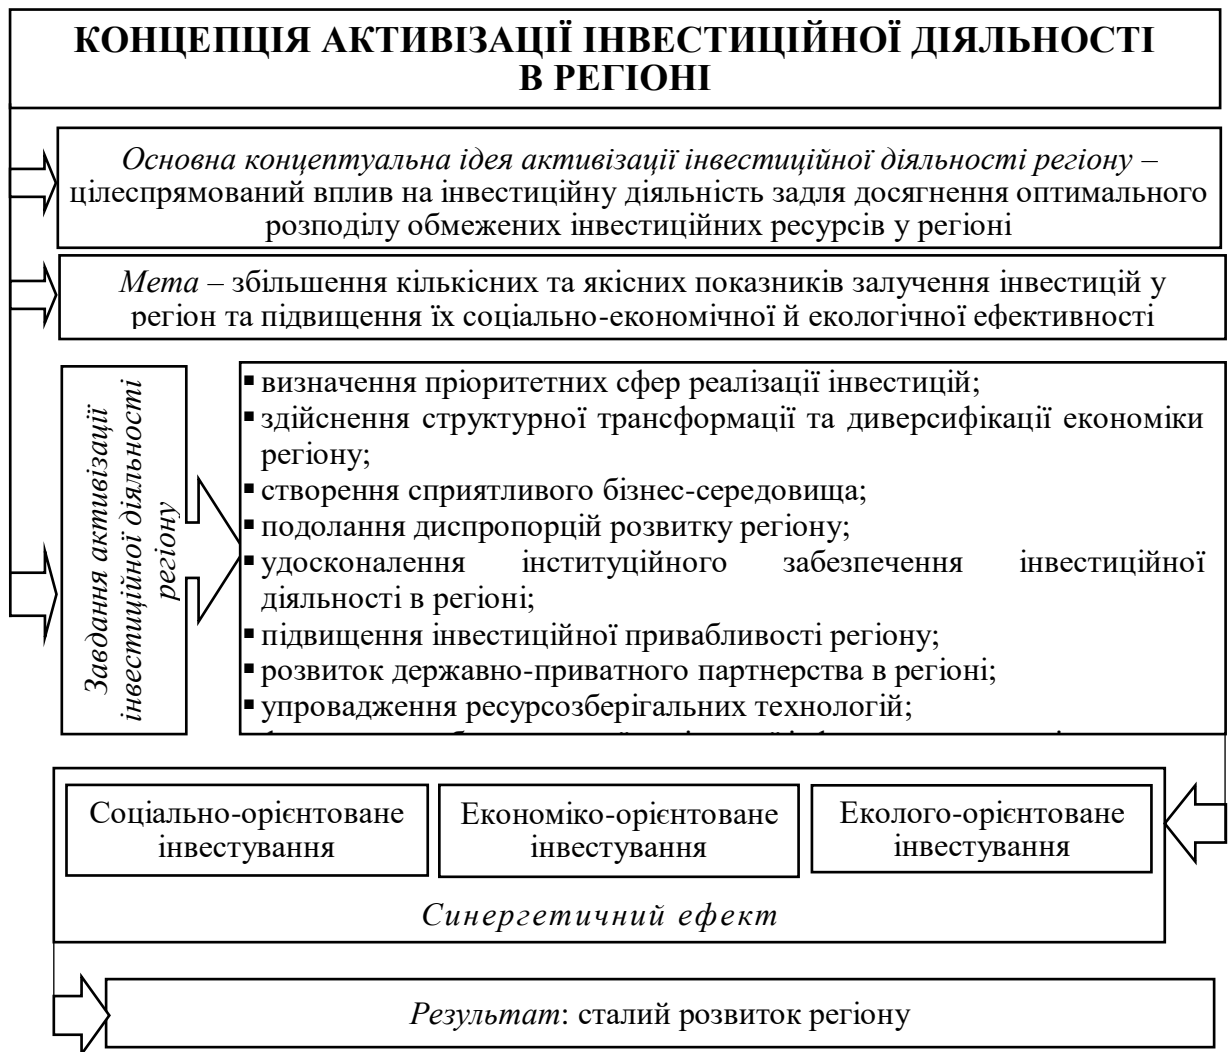 КОНЦЕПЦІЯ АКТИВІЗАЦІЇ ІНВЕСТИЦІЙНОЇ ДІЯЛЬНОСТІ
В РЕГІОНІ
Основна концептуальна ідея активізації інвестиційної діяльності регіону –
цілеспрямований вплив на інвестиційну діяльність задля досягнення оптимального
розподілу обмежених інвестиційних ресурсів у регіоні
Мета – збільшення кількісних та якісних показників залучення інвестицій у
регіон та підвищення їх соціально-економічної й екологічної ефективності
Завдання активізації
інвестиційної діяльності
регіону
▪ визначення пріоритетних сфер реалізації інвестицій;
▪ здійснення структурної трансформації та диверсифікації економіки
регіону;
▪ створення сприятливого бізнес-середовища;
▪ подолання диспропорцій розвитку регіону;
▪ удосконалення інституційного забезпечення інвестиційної
діяльності в регіоні;
▪ підвищення інвестиційної привабливості регіону;
▪ розвиток державно-приватного партнерства в регіоні;
▪ упровадження ресурсозберігальних технологій;
Соціально-орієнтоване
інвестування
Економіко-орієнтоване
інвестування
Еколого-орієнтоване
інвестування
Синергетичний ефект
Результат: сталий розвиток регіону